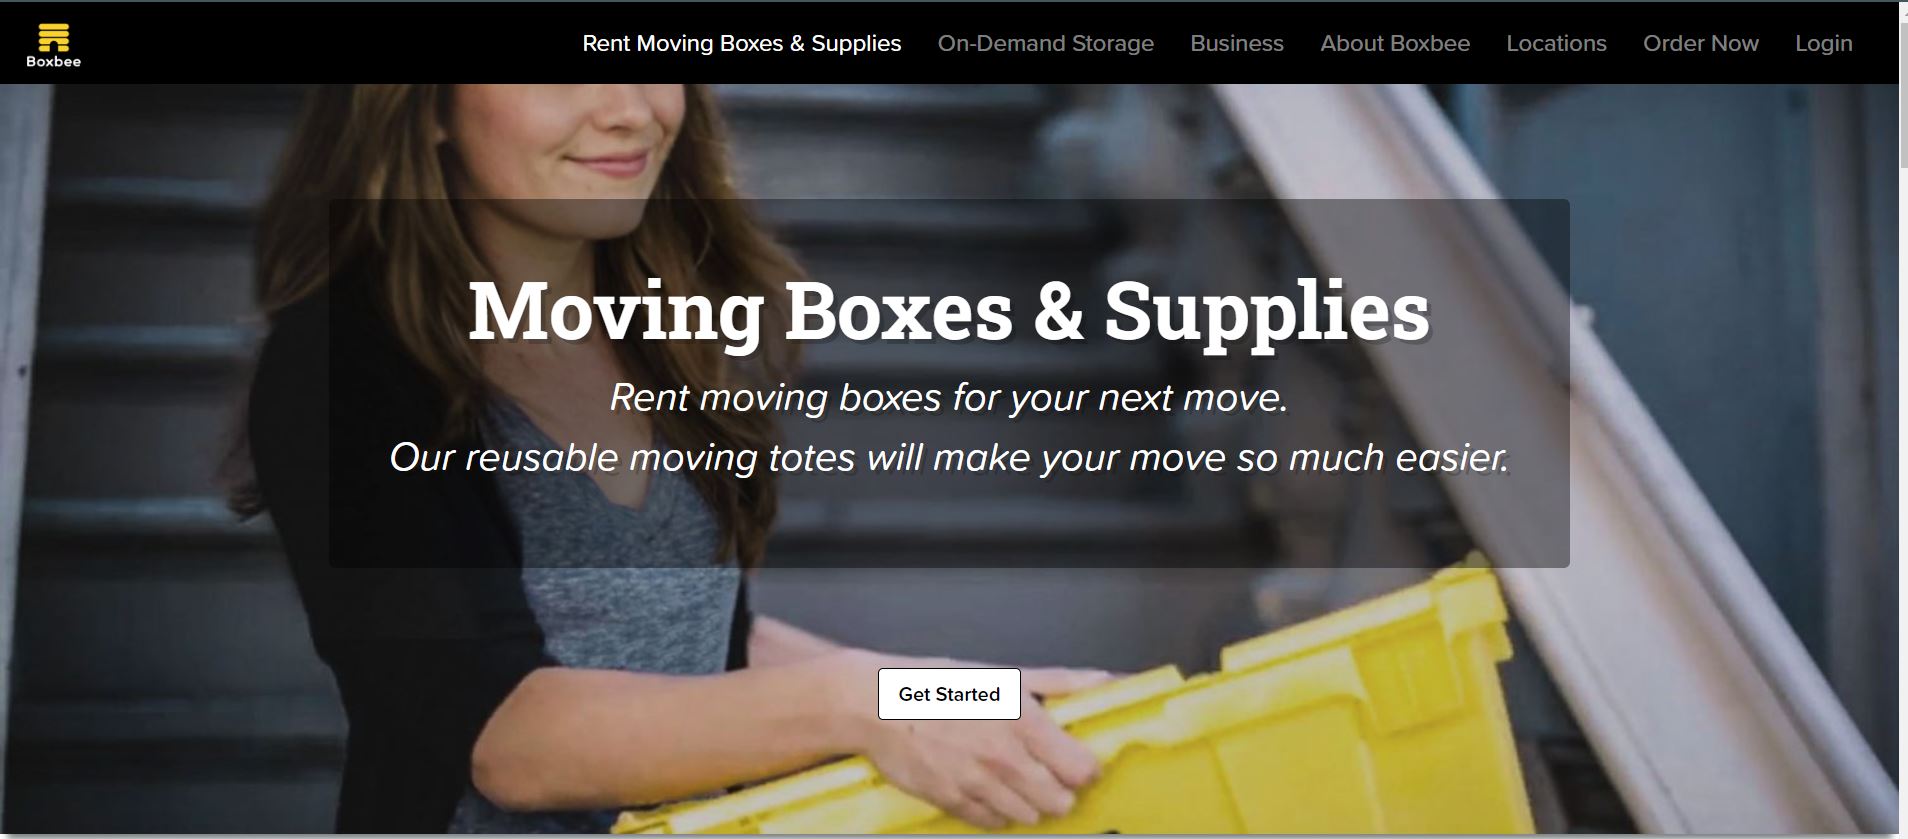 Boxbee
Rent Moving Boxes & Supplies On-Demand Storage Business About Boxbee Locations Order Now Login
Moving Boxes & Supplies
Rent moving boxes for your next move.
Our reusable moving totes will make your move so much easier.
Get Started